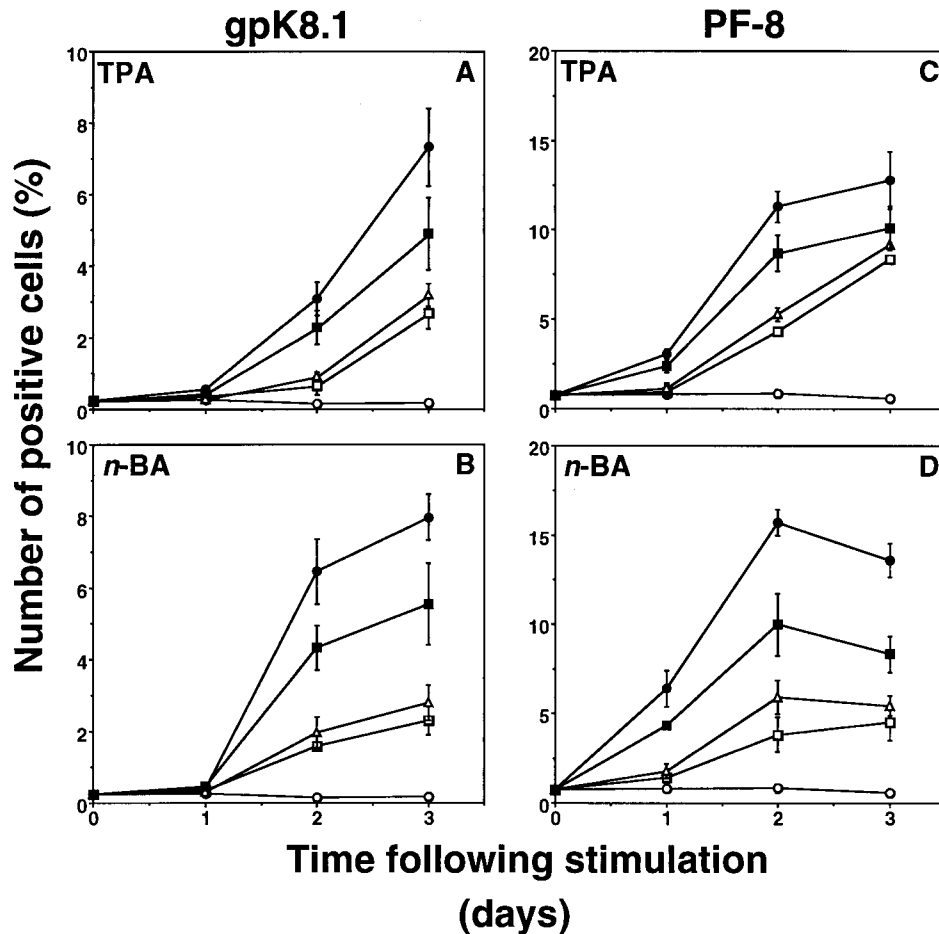 gpK8.1
PF-8
Number of positive cells (%)
TPA
A
10
8
6
4
2
0
TPA
C
20
15
10
5
0
n-BA
B
10
8
6
4
2
0
0 1 2 3
n-BA
D
20
15
10
5
0
0 1 2 3
Time following stimulation
(days)